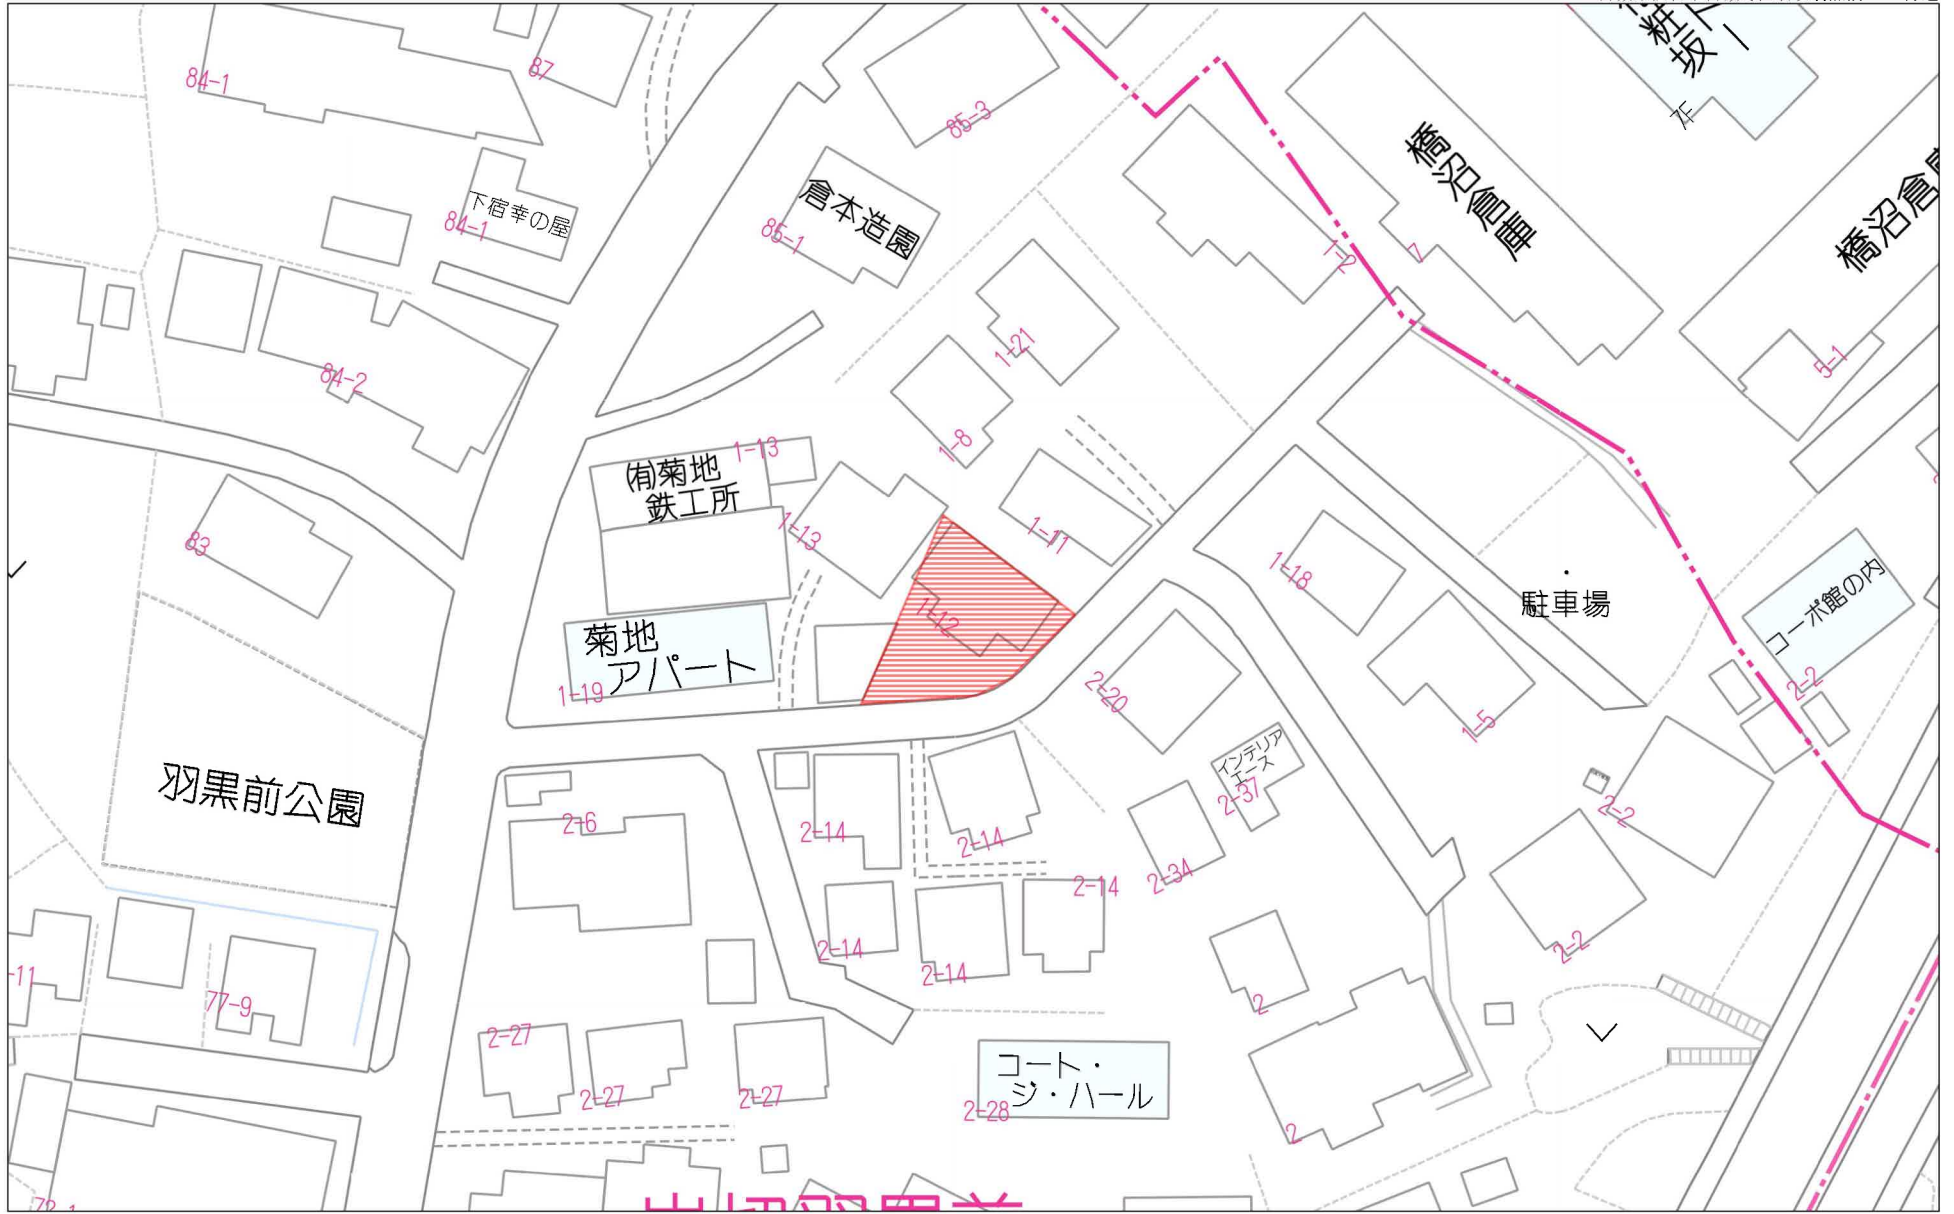 84-1
87
85-3
粧坂
7F
下宿幸の屋
84-1
倉本造園
85-1
橋沼倉庫
7
1-2
橋沼倉庫
5-1
84-2
1-21
1-8
1-13
㈲菊地
鉄工所
1-13
1-11
1-18
83
1-12
駐車場
コーポ館の内
2-2
菊地
アパート
1-19
2-20
1-5
インテリア
エース
2-37
羽黒前公園
2-6
2-14
2-14
2-34
2-2
2-14
2-14
2-14
2-2
-11
77-9
2
2-27
2-27
2-27
コート・
ジ・ハール
2-28
2
72-1